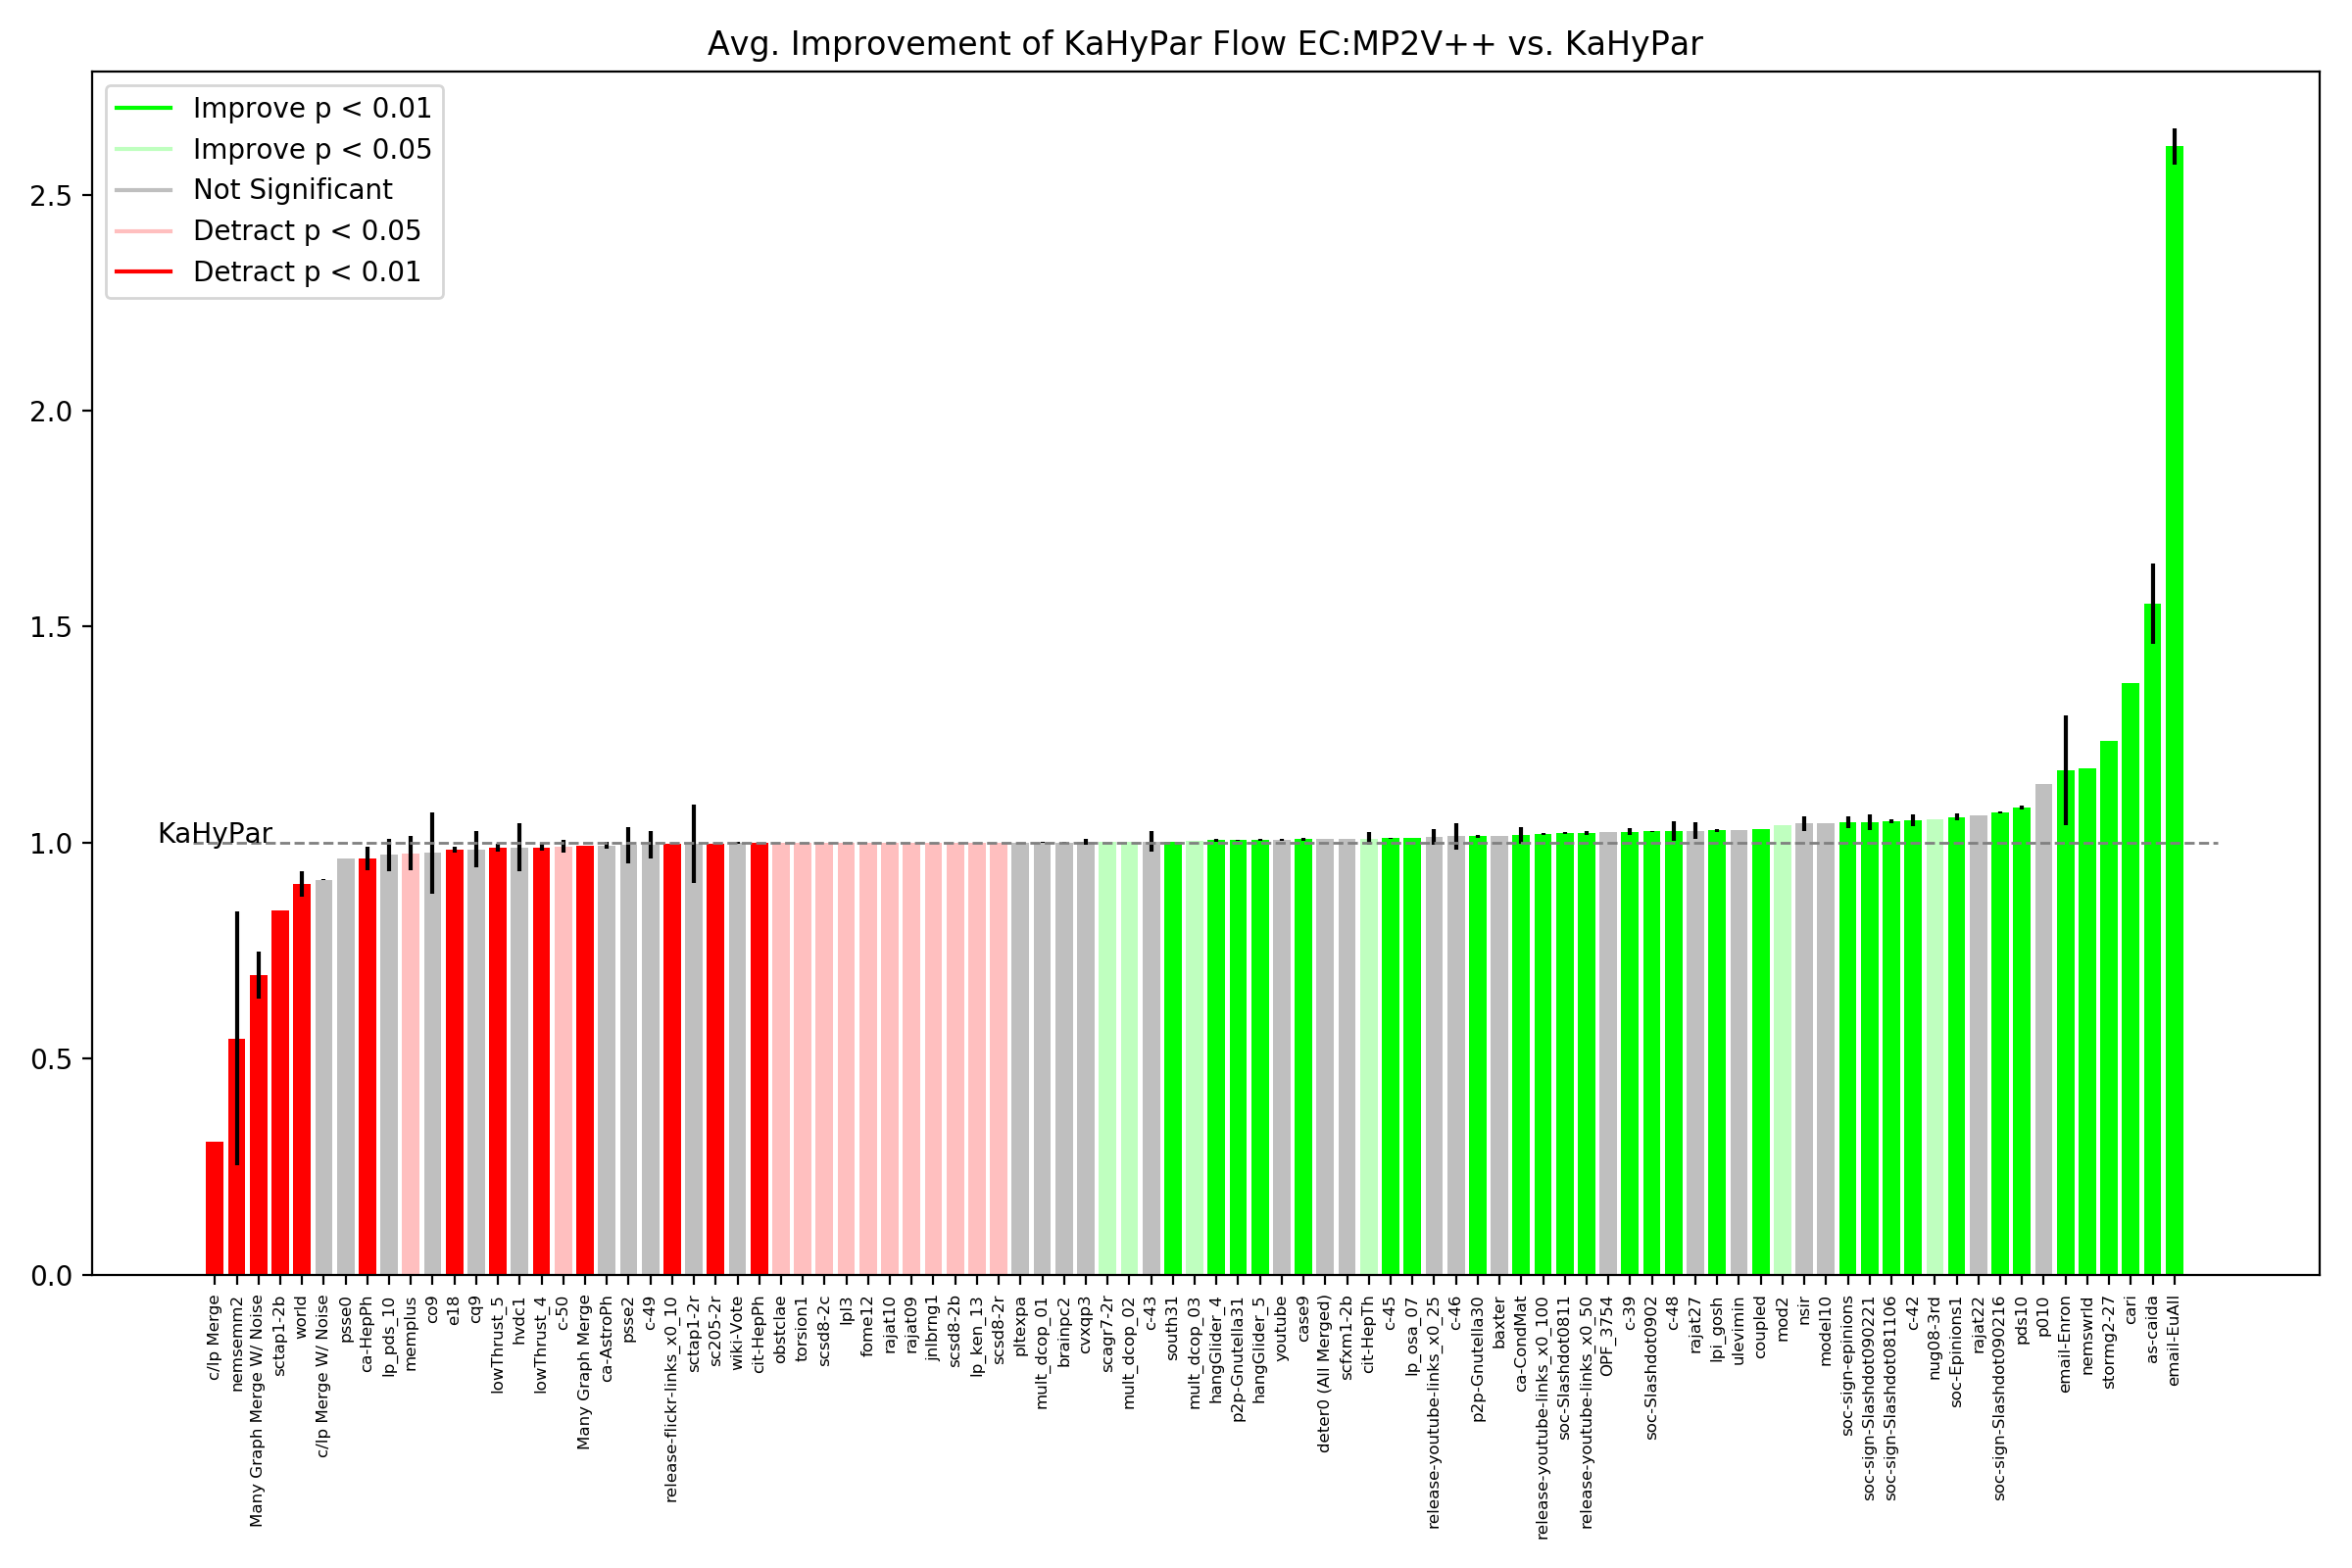 Avg. Improvement of KaHyPar Flow EC:MP2V++ vs. KaHyPar
Improve p < 0.01
Improve p < 0.05
Not Significant
Detract p < 0.05
Detract p < 0.01
2.5
2.0
1.5
1.0
0.5
0.0
KaHyPar
c/lp Merge
nemsemm2
Many Graph Merge W/ Noise
sctap1-2b
world
c/lp Merge W/ Noise
psse0
ca-HepPh
lp_pds_10
memplus
co9
e18
cq9
lowThrust_5
hvdc1
lowThrust_4
c-50
Many Graph Merge
ca-AstroPh
psse2
c-49
release-flickr-links_x0_10
sctap1-2r
sc205-2r
wiki-Vote
cit-HepPh
obstclae
torsion1
scsd8-2c
lpl3
fome12
rajat10
rajat09
jnlbrng1
scsd8-2b
lp_ken_13
scsd8-2r
pltexpa
mult_dcop_01
brainpc2
cvxqp3
scagr7-2r
mult_dcop_02
c-43
south31
mult_dcop_03
hangGlider_4
p2p-Gnutella31
hangGlider_5
youtube
case9
deter0 (All Merged)
scfxm1-2b
cit-HepTh
c-45
lp_osa_07
release-youtube-links_x0_25
c-46
p2p-Gnutella30
baxter
ca-CondMat
release-youtube-links_x0_100
soc-Slashdot0811
release-youtube-links_x0_50
OPF_3754
c-39
soc-Slashdot0902
c-48
rajat27
lpi_gosh
ulevimin
coupled
mod2
nsir
model10
soc-sign-epinions
soc-sign-Slashdot090221
soc-sign-Slashdot081106
c-42
nug08-3rd
soc-Epinions1
rajat22
soc-sign-Slashdot090216
pds10
p010
email-Enron
nemswrld
stormg2-27
cari
as-caida
email-EuAll